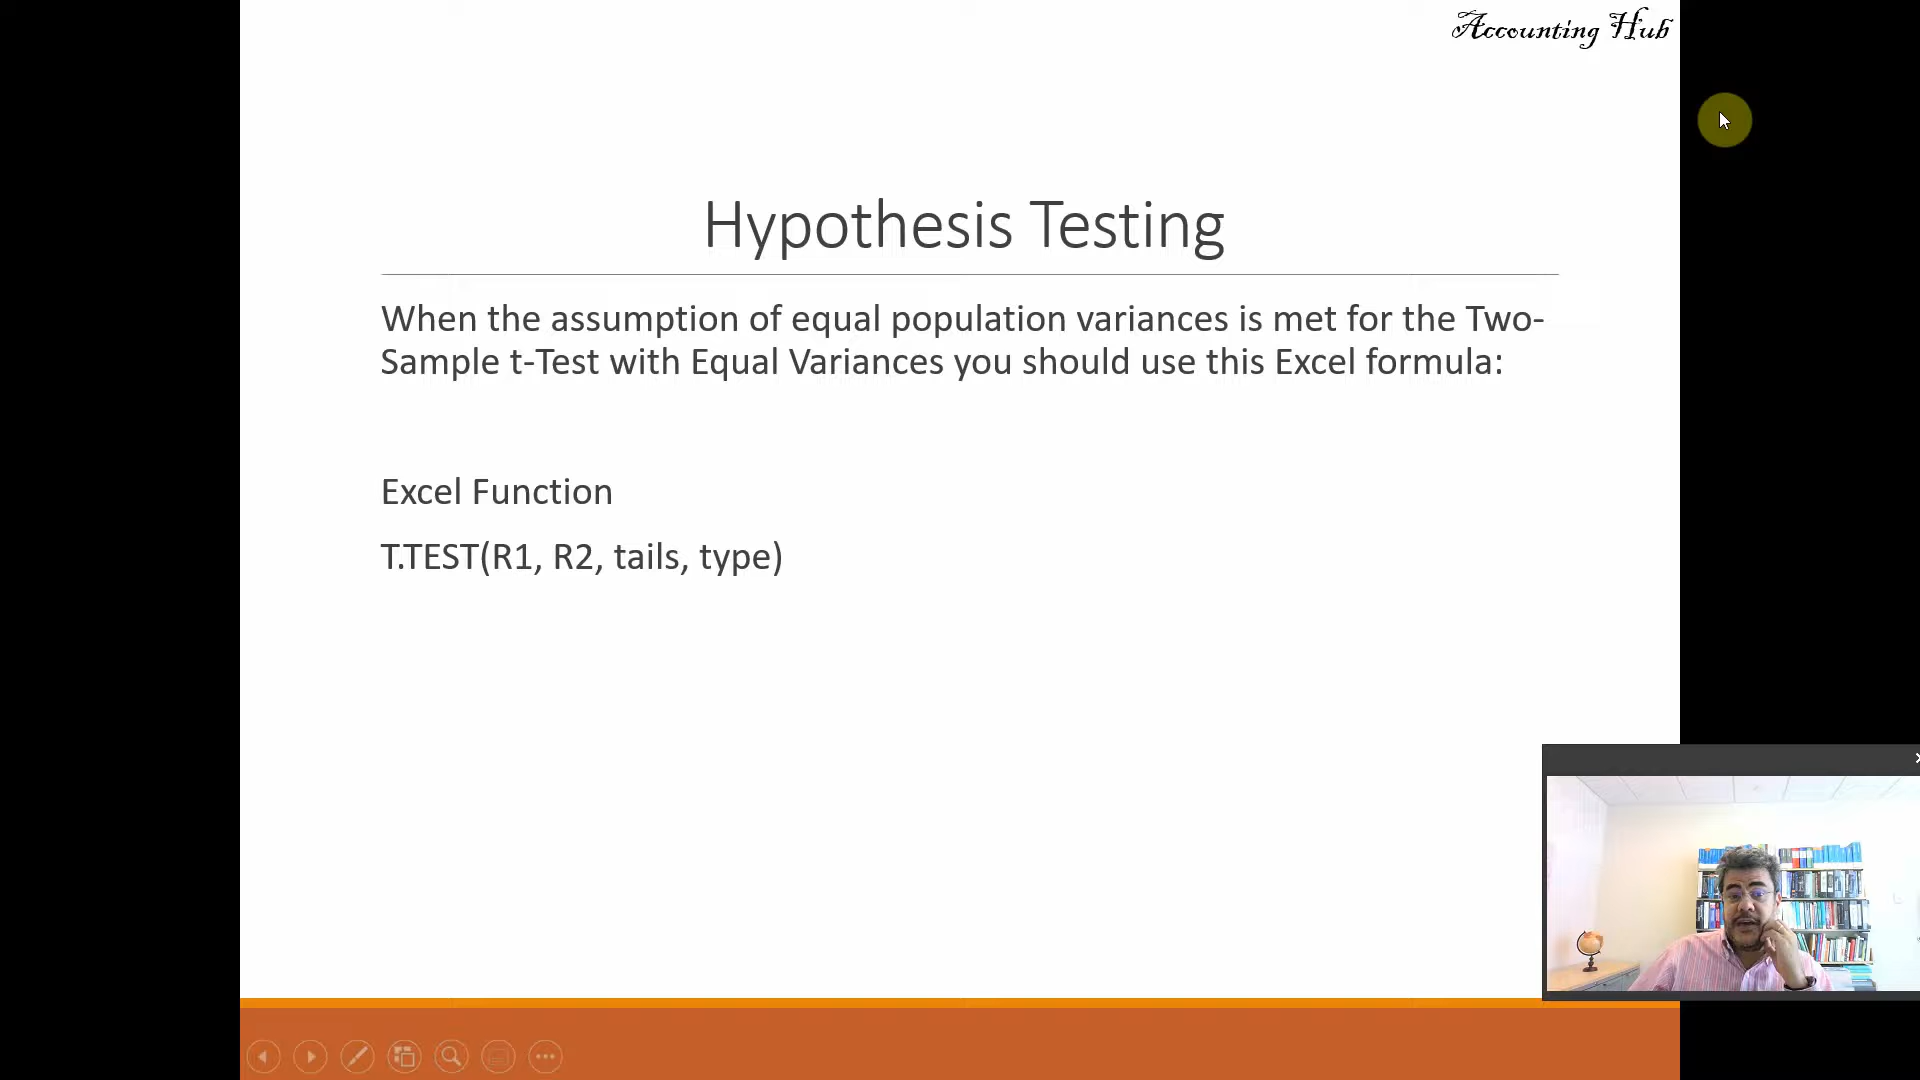 Accounting Hub
Hypothesis Testing
When the assumption of equal population variances is met for the Two-
Sample t-Test with Equal Variances you should use this Excel formula:
Excel Function
T.TEST(R1, R2, tails, type)